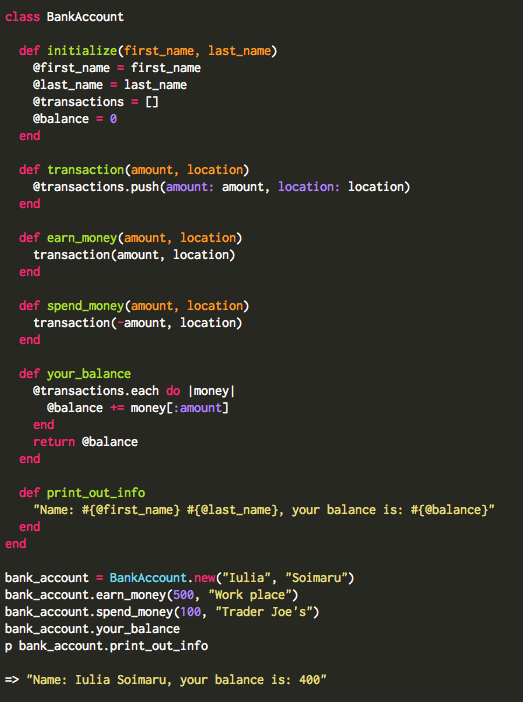 class BankAccount
def initialize(first_name, last_name)
@first_name = first_name
@last_name = last_name
@transactions = []
@balance = 0
end
def transaction(amount, location)
@transactions.push(amount: amount, location: location)
end
def earn_money(amount, location)
transaction(amount, location)
end
def spend_money(amount, location)
transaction(-amount, location)
end
def your_balance
@transactions.each do |money|
@balance += money[:amount]
end
return @balance
end
def print_out_info
"Name: #{@first_name} #{@last_name}, your balance is: #{@balance}"
end
end
bank_account = BankAccount.new("Iulia", "Soimaru")
bank_account.earn_money(500, "Work place")
bank_account.spend_money(100, "Trader Joe's")
bank_account.your_balance
p bank_account.print_out_info
=> "Name: Iulia Soimaru, your balance is: 400"